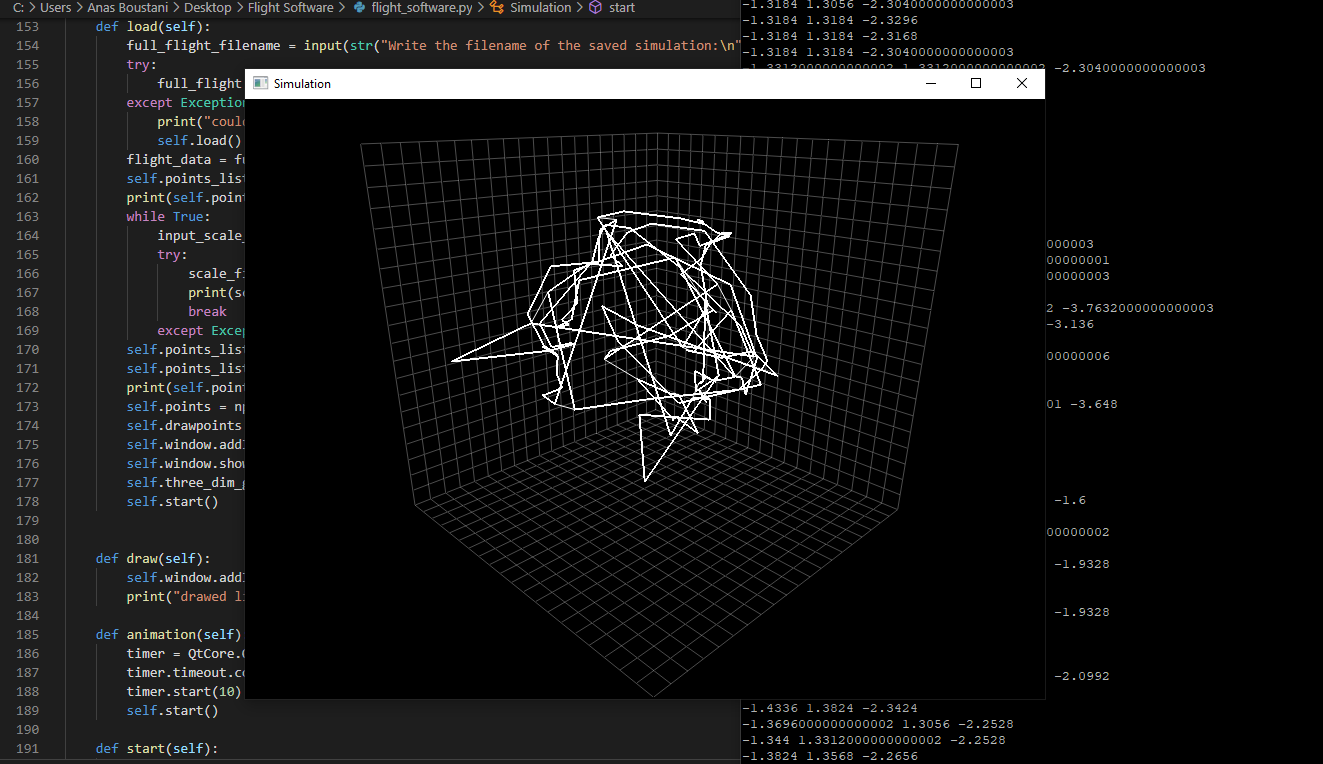 C: > Users > Anas Boustani > Desktop > Flight Software > flight_software.py > Simulation > start
153 def load(self):
154 full_flight_filename = input(str("Write the filename of the saved simulation:\n"
155 try:
156 full_flight
157 except Exception
158 print("coul
159 self.load()
160 flight_data = fu
161 self.points_list
162 print(self.point
163 while True:
164 input_scale_
165 try:
166 scale_fi
167 print(sc
168 break
169 except Exce
170 self.points_list
171 self.points_list
172 print(self.point
173 self.points = np
174 self.drawpoints
175 self.window.addI
176 self.window.show
177 self.three_dim_
178 self.start()
179
180
181 def draw(self):
182 self.window.addI
183 print("drawed li
184
185 def animation(self)
186 timer = QtCore.Q
187 timer.timeout.co
188 timer.start(10)
189 self.start()
190
191 def start(self):
Simulation
-1.3184 1.3056 -2.3040000000000003
-1.3184 1.3184 -2.3296
-1.3184 1.3184 -2.3168
-1.3184 1.3184 -2.3040000000000003
-1.3312000000000002 1.3312000000000002 -2.3040000000000003
000003
00000001
00000003
2 -3.7632000000000003
-3.136
00000006
01 -3.648
-1.6
00000002
-1.9328
-1.9328
-2.0992
-1.4336 1.3824 -2.3424
-1.3696000000000002 1.3056 -2.2528
-1.344 1.3312000000000002 -2.2528
-1.3824 1.3568 -2.2656